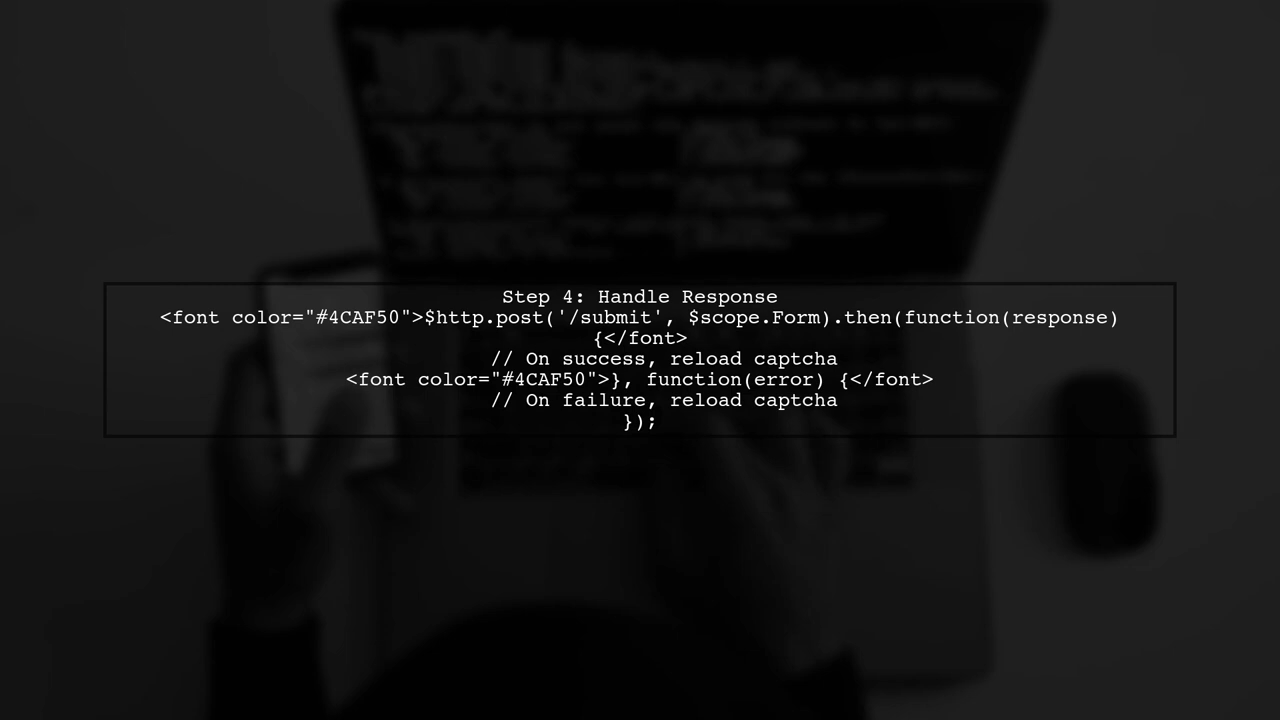 Step 4: Handle Response
<font color="#4CAF50">$http.post('/submit', $scope.Form).then(function(response)
{</font>
// On success, reload captcha
<font color="#4CAF50">}, function(error) {</font>
// On failure, reload captcha
});